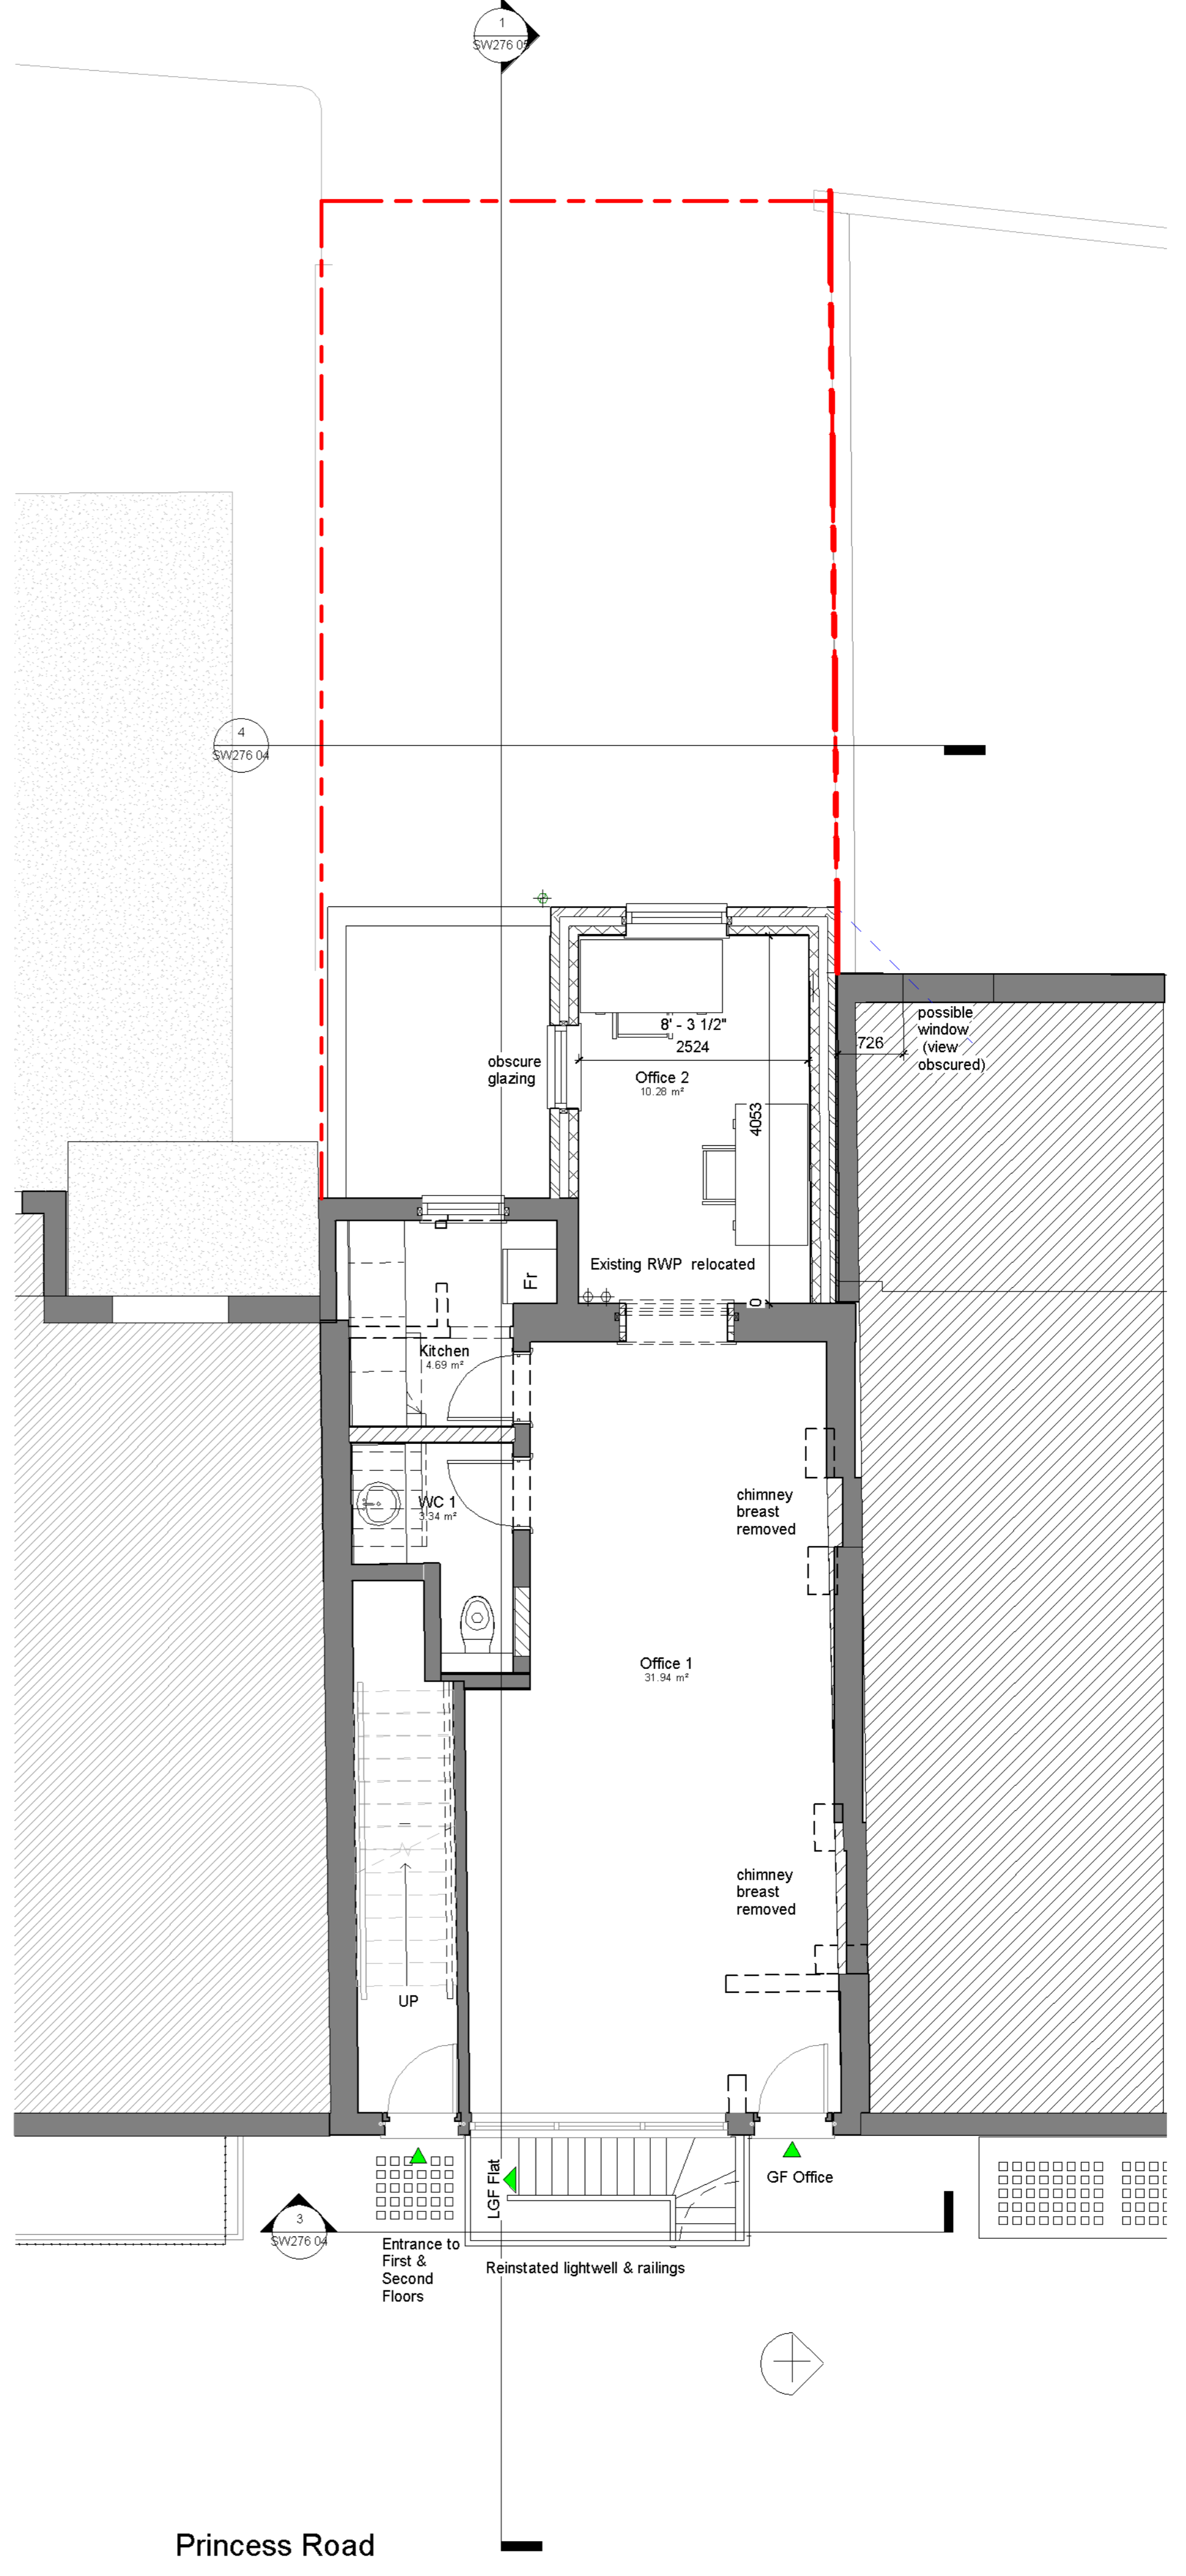 1
SW276 05
4
SW276 04
possible
window
(view
obscured)
8' - 3 1/2"
2524
726
obscure
glazing
Office 2
10.28 m²
4053
Existing RWP relocated
0
Fr
Kitchen
4.69 m²
chimney
breast
removed
WC 1
3.34 m²
Office 1
31.94 m²
chimney
breast
removed
UP
LGF Flat
GF Office
3
SW276 04
Entrance to
First &
Second
Floors
Reinstated lightwell & railings
Princess Road